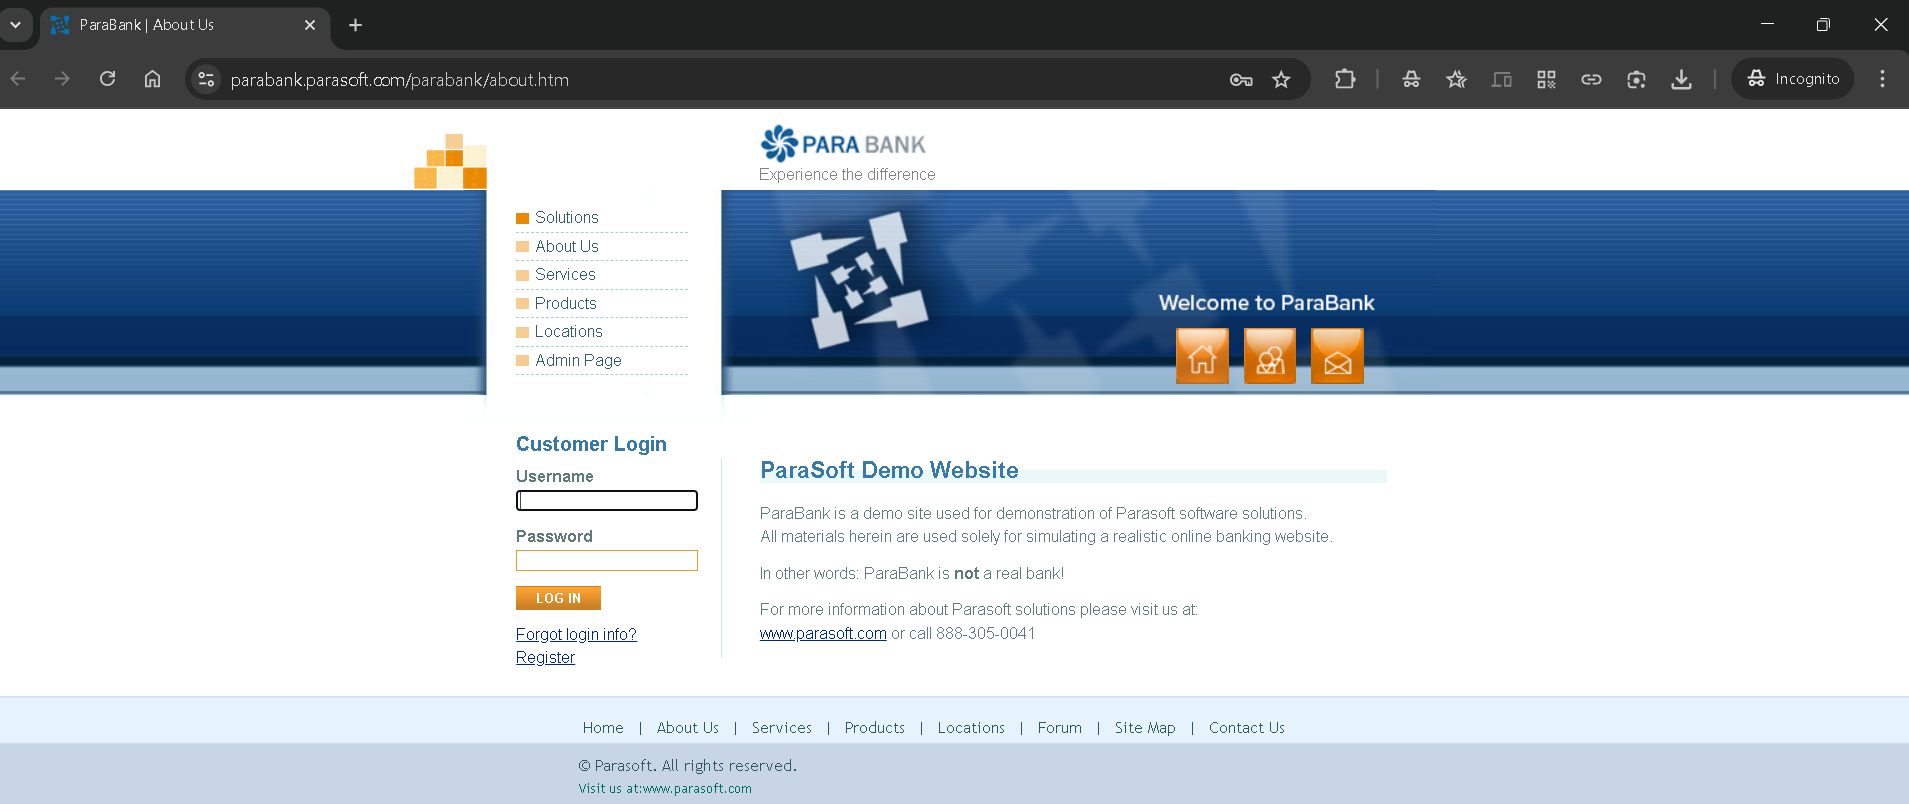 ParaBank | About Us
parabank.parasoft.com/parabank/about.htm
Incognito
PARA BANK
Experience the difference
Solutions
About Us
Services
Products
Locations
Admin Page
Welcome to ParaBank
Customer Login
Username
Password
LOG IN
Forgot login info?
Register
ParaSoft Demo Website
ParaBank is a demo site used for demonstration of Parasoft software solutions.
All materials herein are used solely for simulating a realistic online banking website.
In other words: ParaBank is not a real bank!
For more information about Parasoft solutions please visit us at:
www.parasoft.com or call 888-305-0041
Home | About Us | Services | Products | Locations | Forum | Site Map | Contact Us
© Parasoft. All rights reserved.
Visit us at:www.parasoft.com